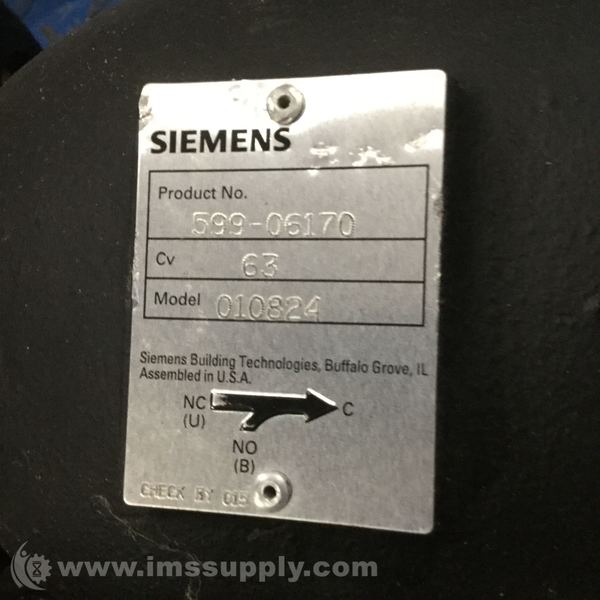 SIEMENS
Product No. 599-06170
Cv 63
Model 010824
Siemens Building Technologies, Buffalo Grove, IL
Assembled in U.S.A.
NC C
(U)
NO
(B)
CHECK BY
www.imssupply.com